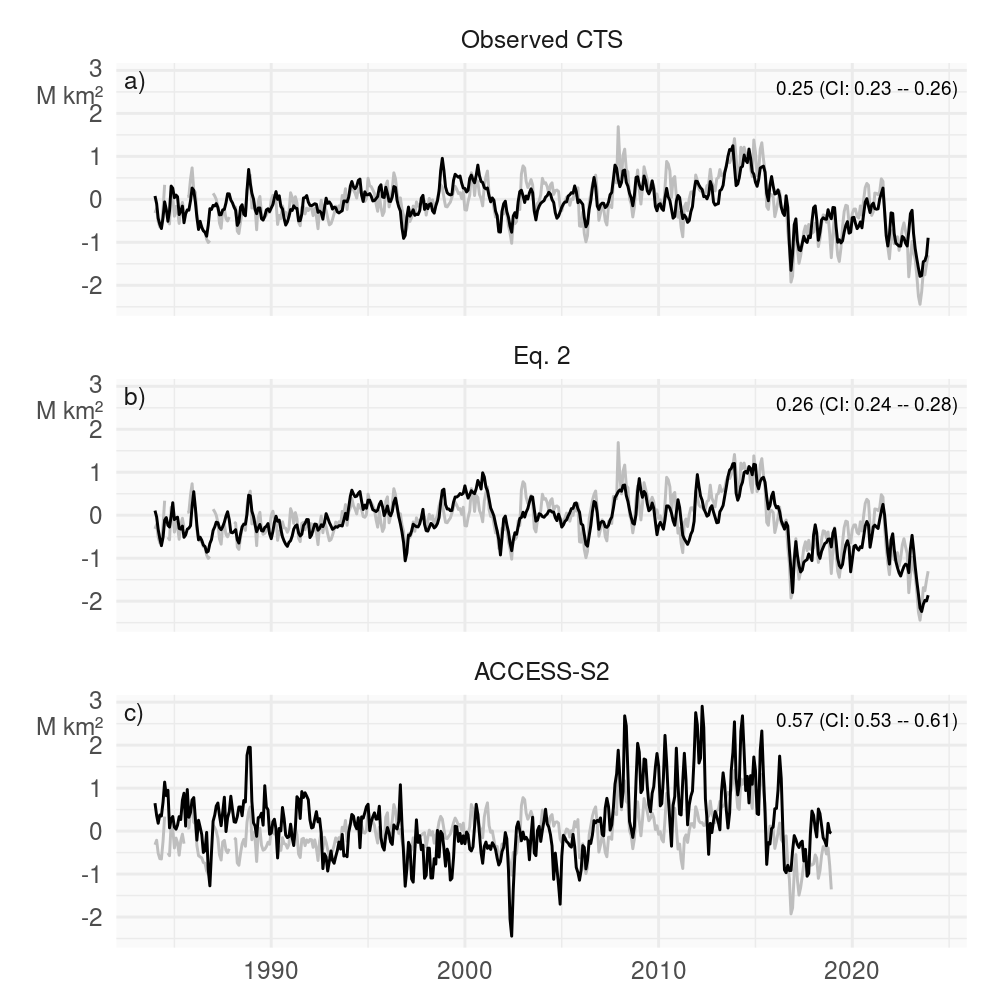 Observed CTS
3
a)
0.25 (CI: 0.23 -- 0.26)
M km²
2
1
0
-1
-2
Eq. 2
3
b)
0.26 (CI: 0.24 -- 0.28)
M km²
2
1
0
-1
-2
ACCESS-S2
3
c)
0.57 (CI: 0.53 -- 0.61)
M km²
2
1
0
-1
-2
1990 2000 2010 2020